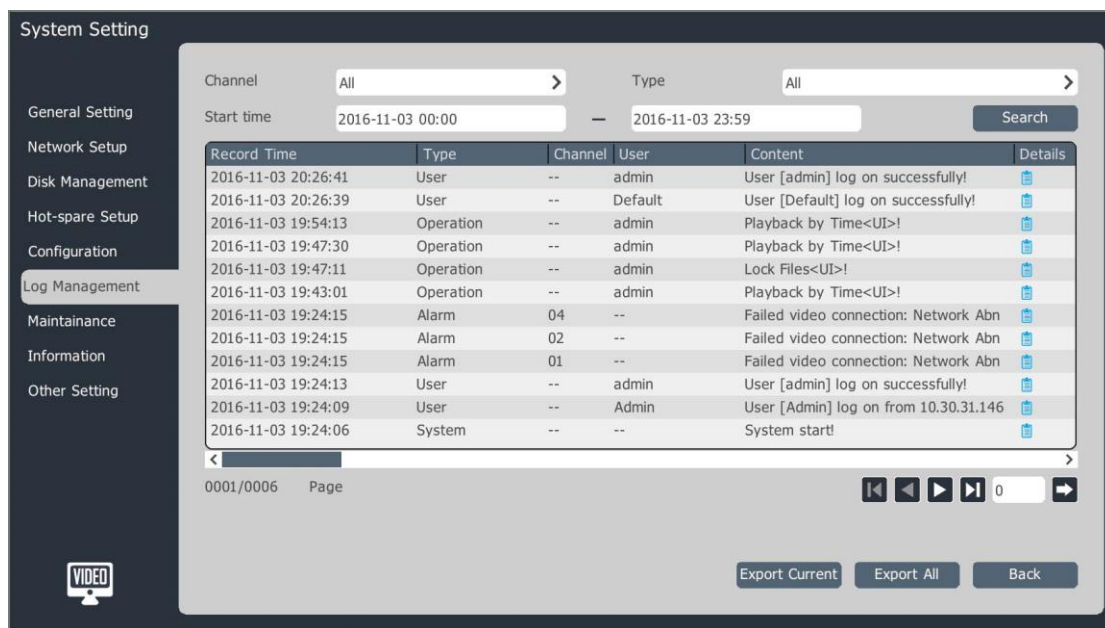 System Setting
Channel All > Type All >
General Setting
Start time 2016-11-03 00:00 — 2016-11-03 23:59 Search
Network Setup
Record Time Type Channel User Content Details
2016-11-03 20:26:41 User -- admin User [admin] log on successfully!
Disk Management
2016-11-03 20:26:39 User -- Default User [Default] log on successfully!
Hot-spare Setup
2016-11-03 19:54:13 Operation -- admin Playback by Time<UI>!
2016-11-03 19:47:30 Operation -- admin Playback by Time<UI>!
Configuration
2016-11-03 19:47:11 Operation -- admin Lock Files<UI>!
Log Management
2016-11-03 19:43:01 Operation -- admin Playback by Time<UI>!
2016-11-03 19:24:15 Alarm 04 -- Failed video connection: Network Abn
Maintainance
2016-11-03 19:24:15 Alarm 02 -- Failed video connection: Network Abn
Information
2016-11-03 19:24:15 Alarm 01 -- Failed video connection: Network Abn
2016-11-03 19:24:13 User -- admin User [admin] log on successfully!
Other Setting
2016-11-03 19:24:09 User -- Admin User [Admin] log on from 10.30.31.146
2016-11-03 19:24:06 System -- -- System start!
0001/0006 Page 0
VIDEO
Export Current Export All Back